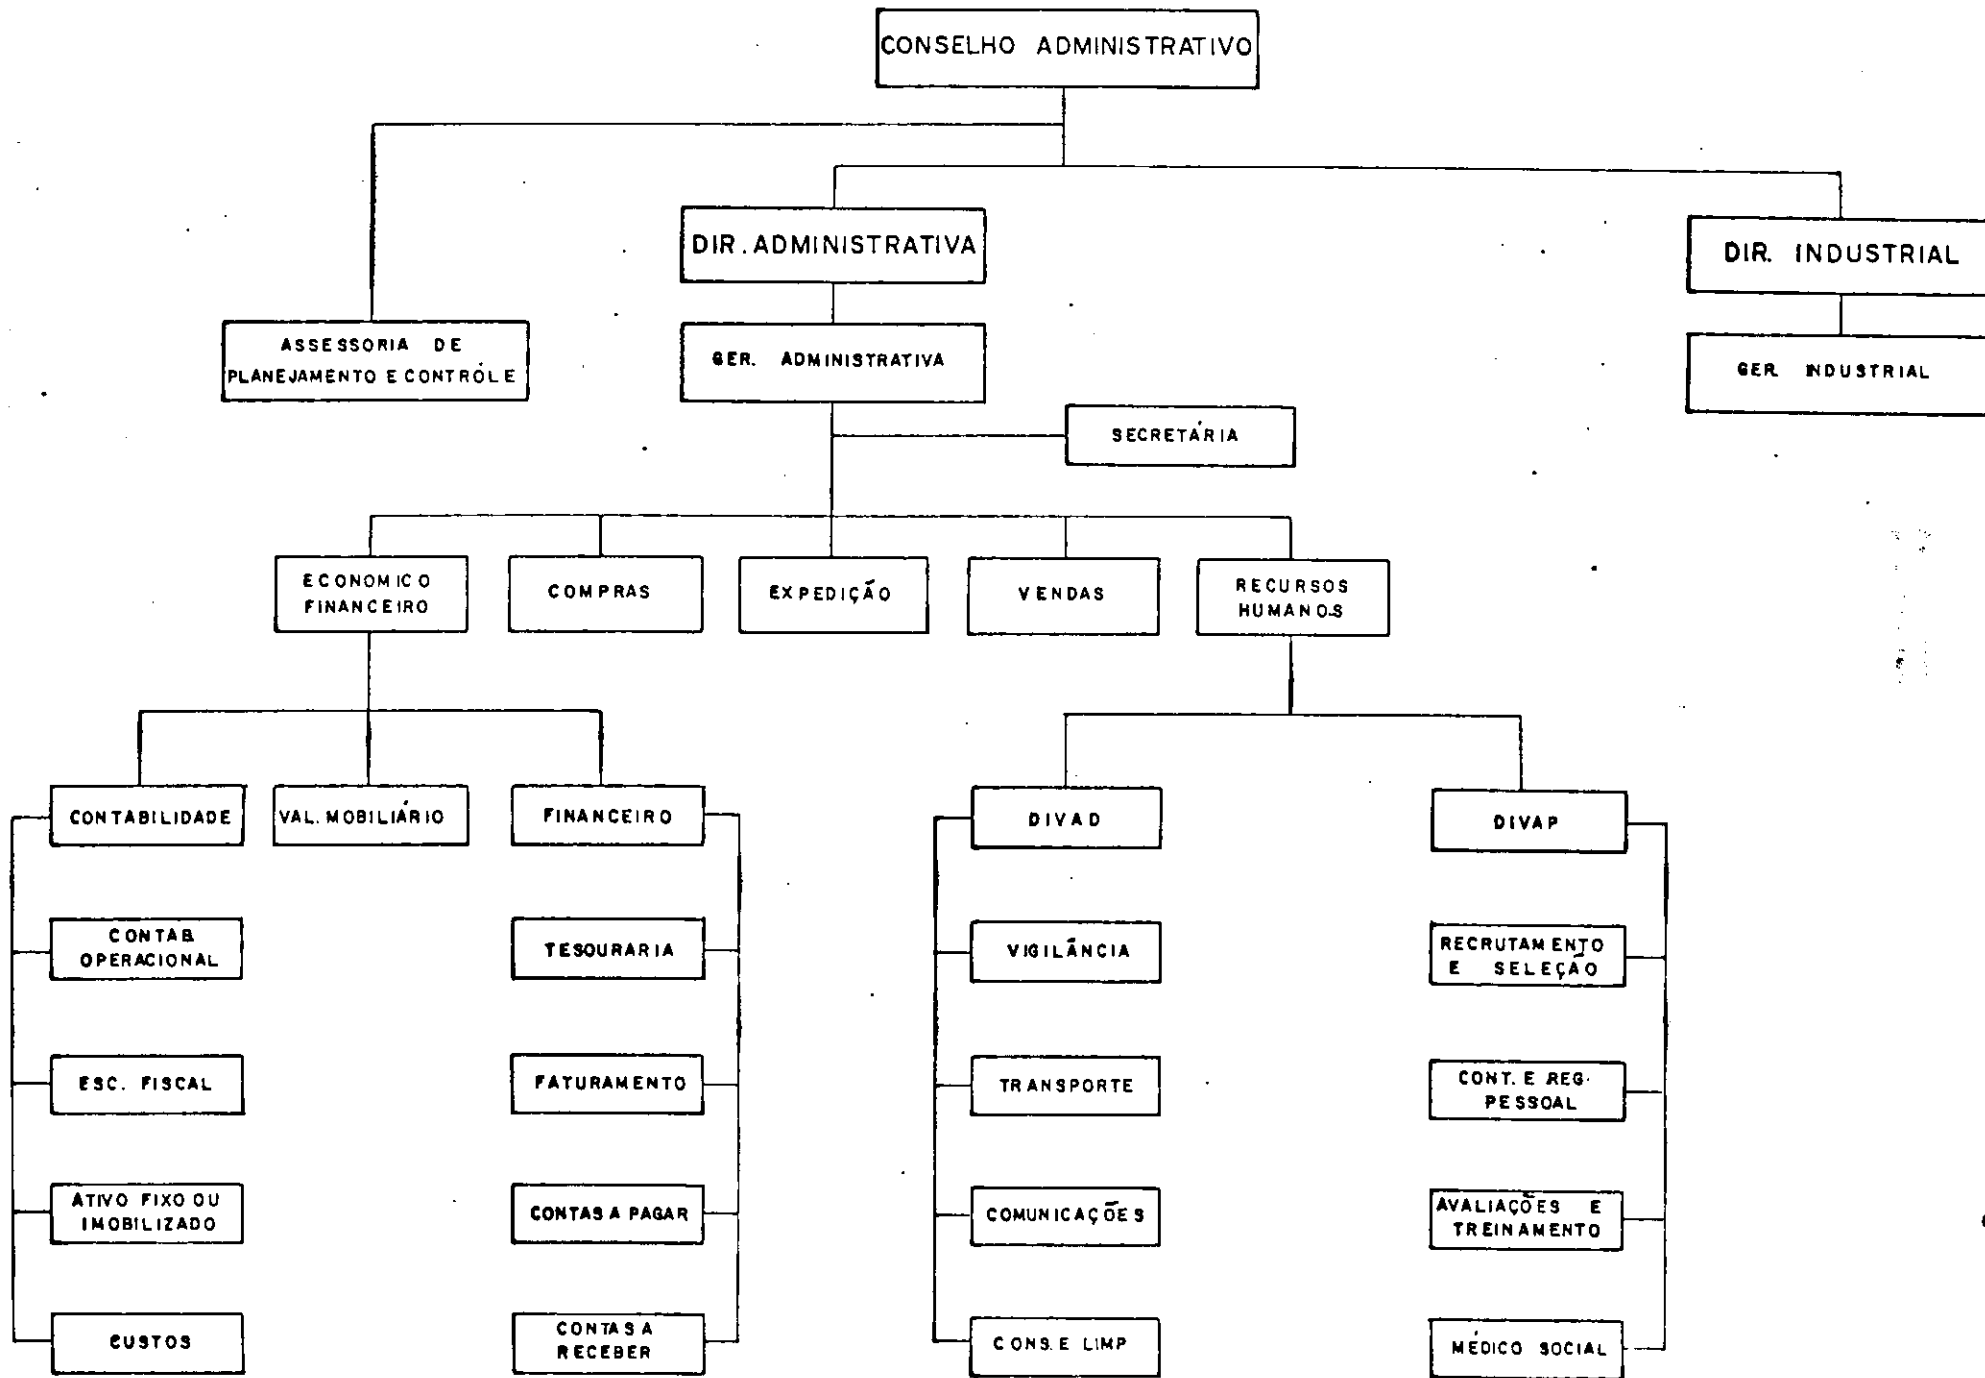 CONSELHO ADMINISTRATIVO
DIR. ADMINISTRATIVA
DIR. INDUSTRIAL
ASSESSORIA DE
PLANEJAMENTO E CONTRÓLE
GER. ADMINISTRATIVA
GER. INDUSTRIAL
SECRETÁRIA
ECONOMICO
FINANCEIRO
COMPRAS
EXPEDIÇÃO
VENDAS
RECURSOS
HUMANOS
CONTABILIDADE
VAL. MOBILIÁRIO
FINANCEIRO
DIVAD
DIVAP
CONTAB.
OPERACIONAL
TESOURARIA
VIGILÂNCIA
RECRUTAMENTO
E SELEÇÃO
ESC. FISCAL
FATURAMENTO
TRANSPORTE
CONT. E REG.
PESSOAL
ATIVO FIXO OU
IMOBILIZADO
CONTAS A PAGAR
COMUNICAÇÕES
AVALIAÇÕES E
TREINAMENTO
CUSTOS
CONTAS A
RECEBER
CONS. E LIMP
MÉDICO SOCIAL